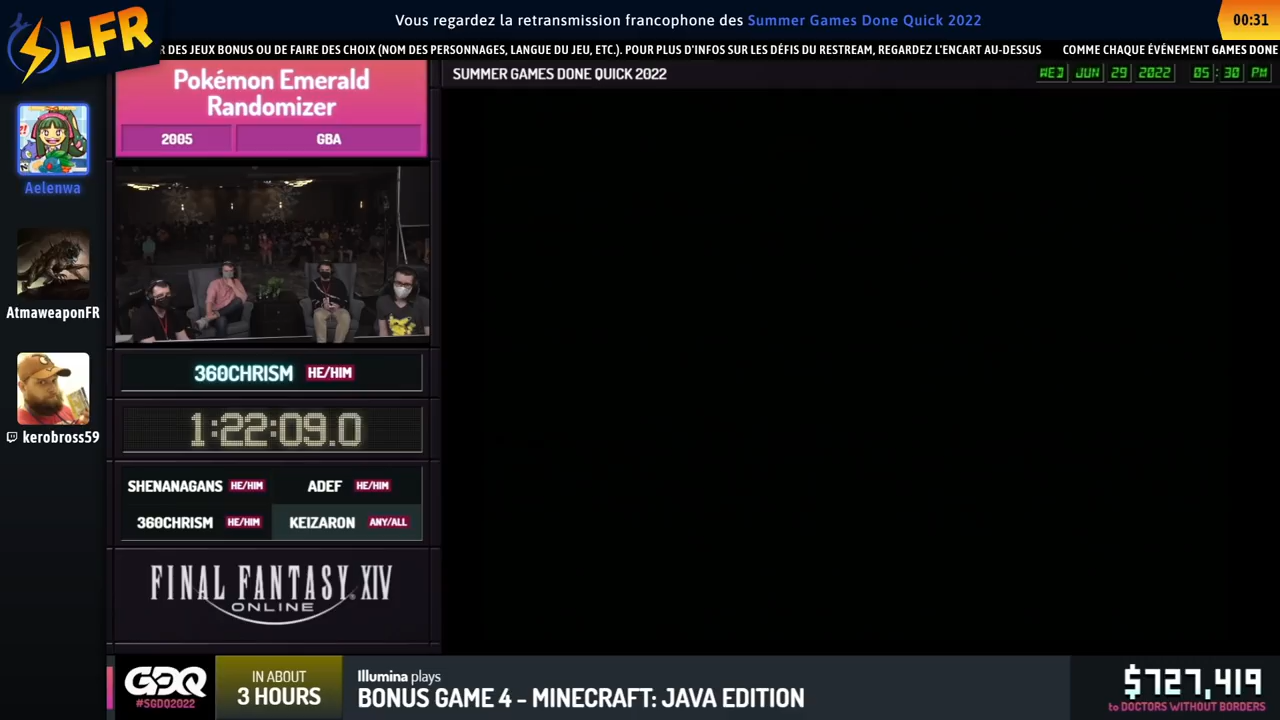 LFR
Vous regardez la retransmission francophone des Summer Games Done Quick 2022
00:31
R DES JEUX BONUS OU DE FAIRE DES CHOIX (NOM DES PERSONNAGES, LANGUE DU JEU, ETC.). POUR PLUS D'INFOS SUR LES DÉFIS DU RESTREAM, REGARDEZ L'ENCART AU-DESSUS COMME CHAQUE ÉVÉNEMENT GAMES DONE
Pokémon Emerald
Randomizer
2005 GBA
SUMMER GAMES DONE QUICK 2022
WED JUN 29 2022 05:30 PM
Aelenwa
AtmaweaponFR
kerobross59
360CHRISM HE/HIM
1:22:09.0
SHENANAGANS HE/HIM ADEF HE/HIM
360CHRISM HE/HIM KEIZARON ANY/ALL
FINAL FANTASY XIV
ONLINE
GDQ
#SGDQ2022
IN ABOUT
3 HOURS
Illumina plays
BONUS GAME 4 - MINECRAFT: JAVA EDITION
$727,419
to DOCTORS WITHOUT BORDERS